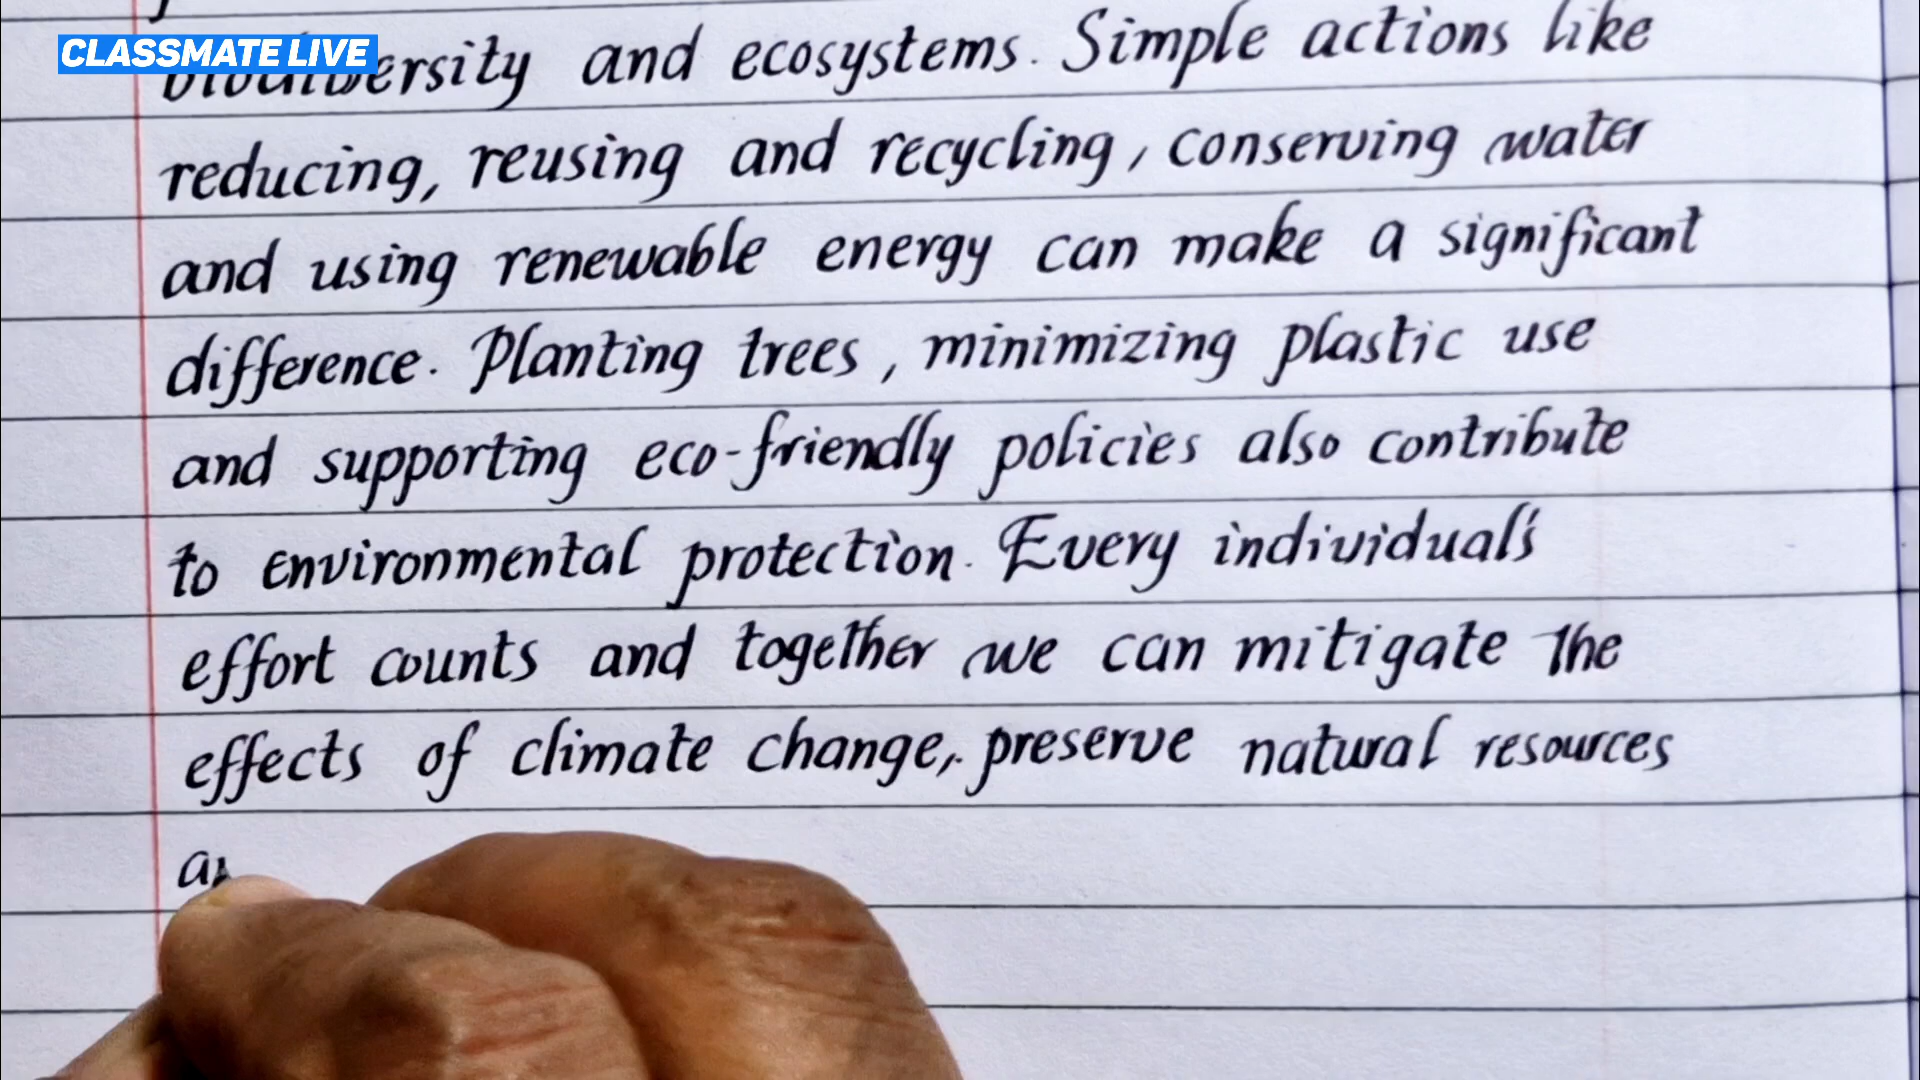 CLASSMATE LIVE
biodiversity and ecosystems. Simple actions like
reducing, reusing and recycling, conserving water
and using renewable energy can make a significant
difference. Planting trees, minimizing plastic use
and supporting eco-friendly policies also contribute
to environmental protection. Every individual's
effort counts and together we can mitigate the
effects of climate change, preserve natural resources